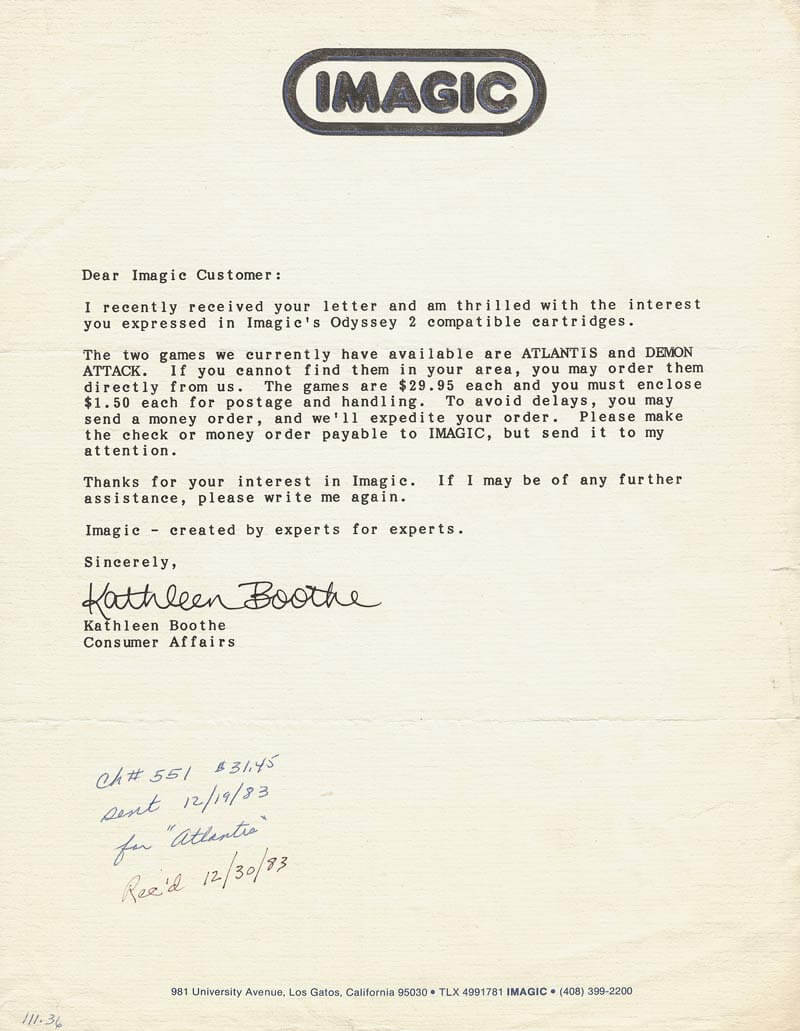 IMAGIC
Dear Imagic Customer:
I recently received your letter and am thrilled with the interest
you expressed in Imagic's Odyssey 2 compatible cartridges.
The two games we currently have available are ATLANTIS and DEMON
ATTACK. If you cannot find them in your area, you may order them
directly from us. The games are $29.95 each and you must enclose
$1.50 each for postage and handling. To avoid delays, you may
send a money order, and we'll expedite your order. Please make
the check or money order payable to IMAGIC, but send it to my
attention.
Thanks for your interest in Imagic. If I may be of any further
assistance, please write me again.
Imagic - created by experts for experts.
Sincerely,
Kathleen Boothe
Kathleen Boothe
Consumer Affairs
Ch# 551 $31.45
sent 12/19/83
for "Atlantis"
Rec'd 12/30/83
981 University Avenue, Los Gatos, California 95030 • TLX 4991781 IMAGIC • (408) 399-2200
111.36